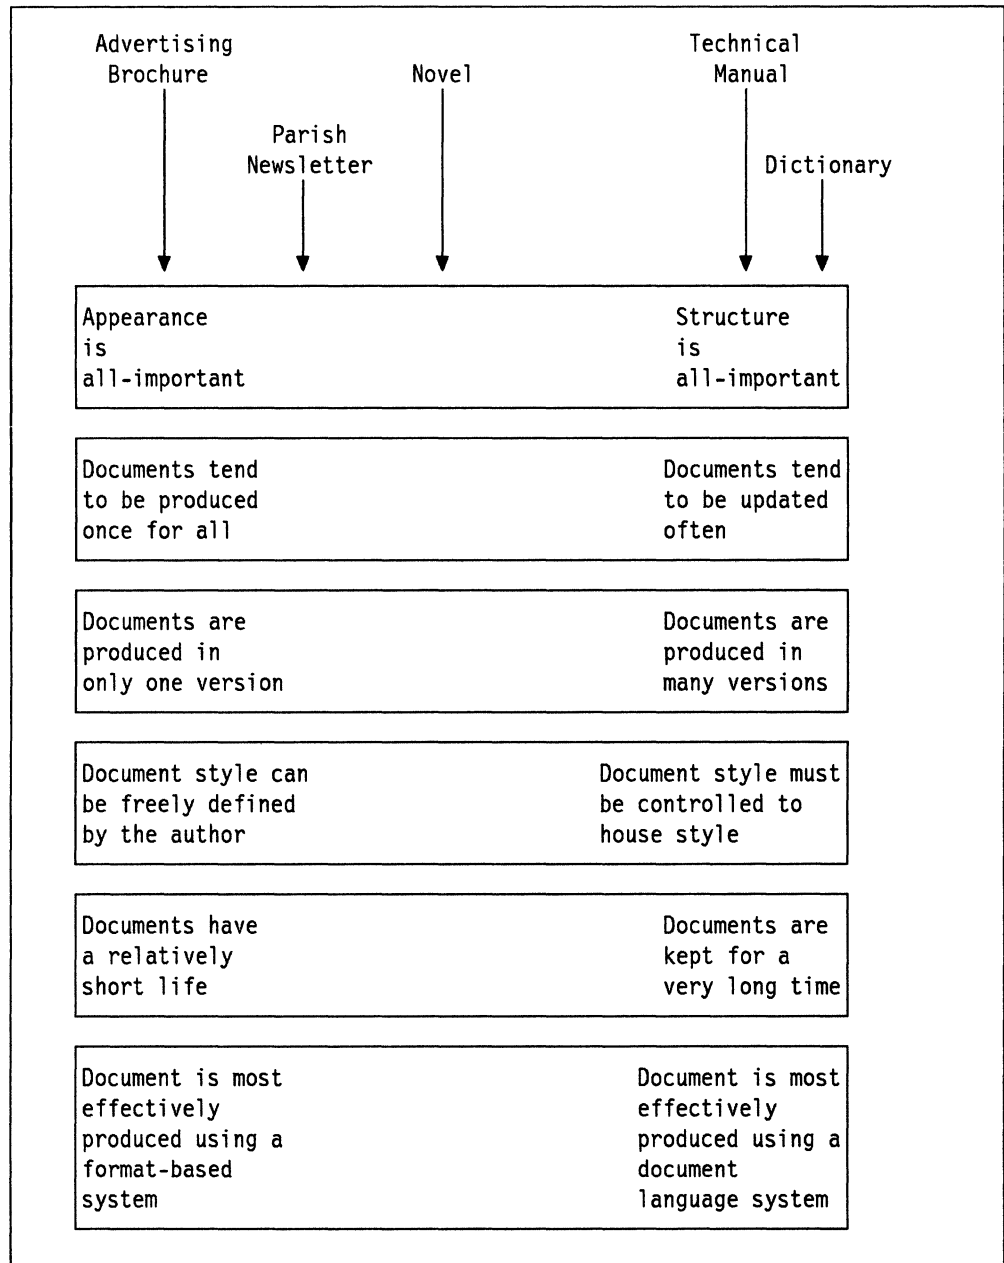 Advertising
Brochure
Novel
Technical
Manual
Parish
Newsletter
Dictionary
Appearance
is
all-important
Structure
is
all-important
Documents tend
to be produced
once for all
Documents tend
to be updated
often
Documents are
produced in
only one version
Documents are
produced in
many versions
Document style can
be freely defined
by the author
Document style must
be controlled to
house style
Documents have
a relatively
short life
Documents are
kept for a
very long time
Document is most
effectively
produced using a
format-based
system
Document is most
effectively
produced using a
document
language system